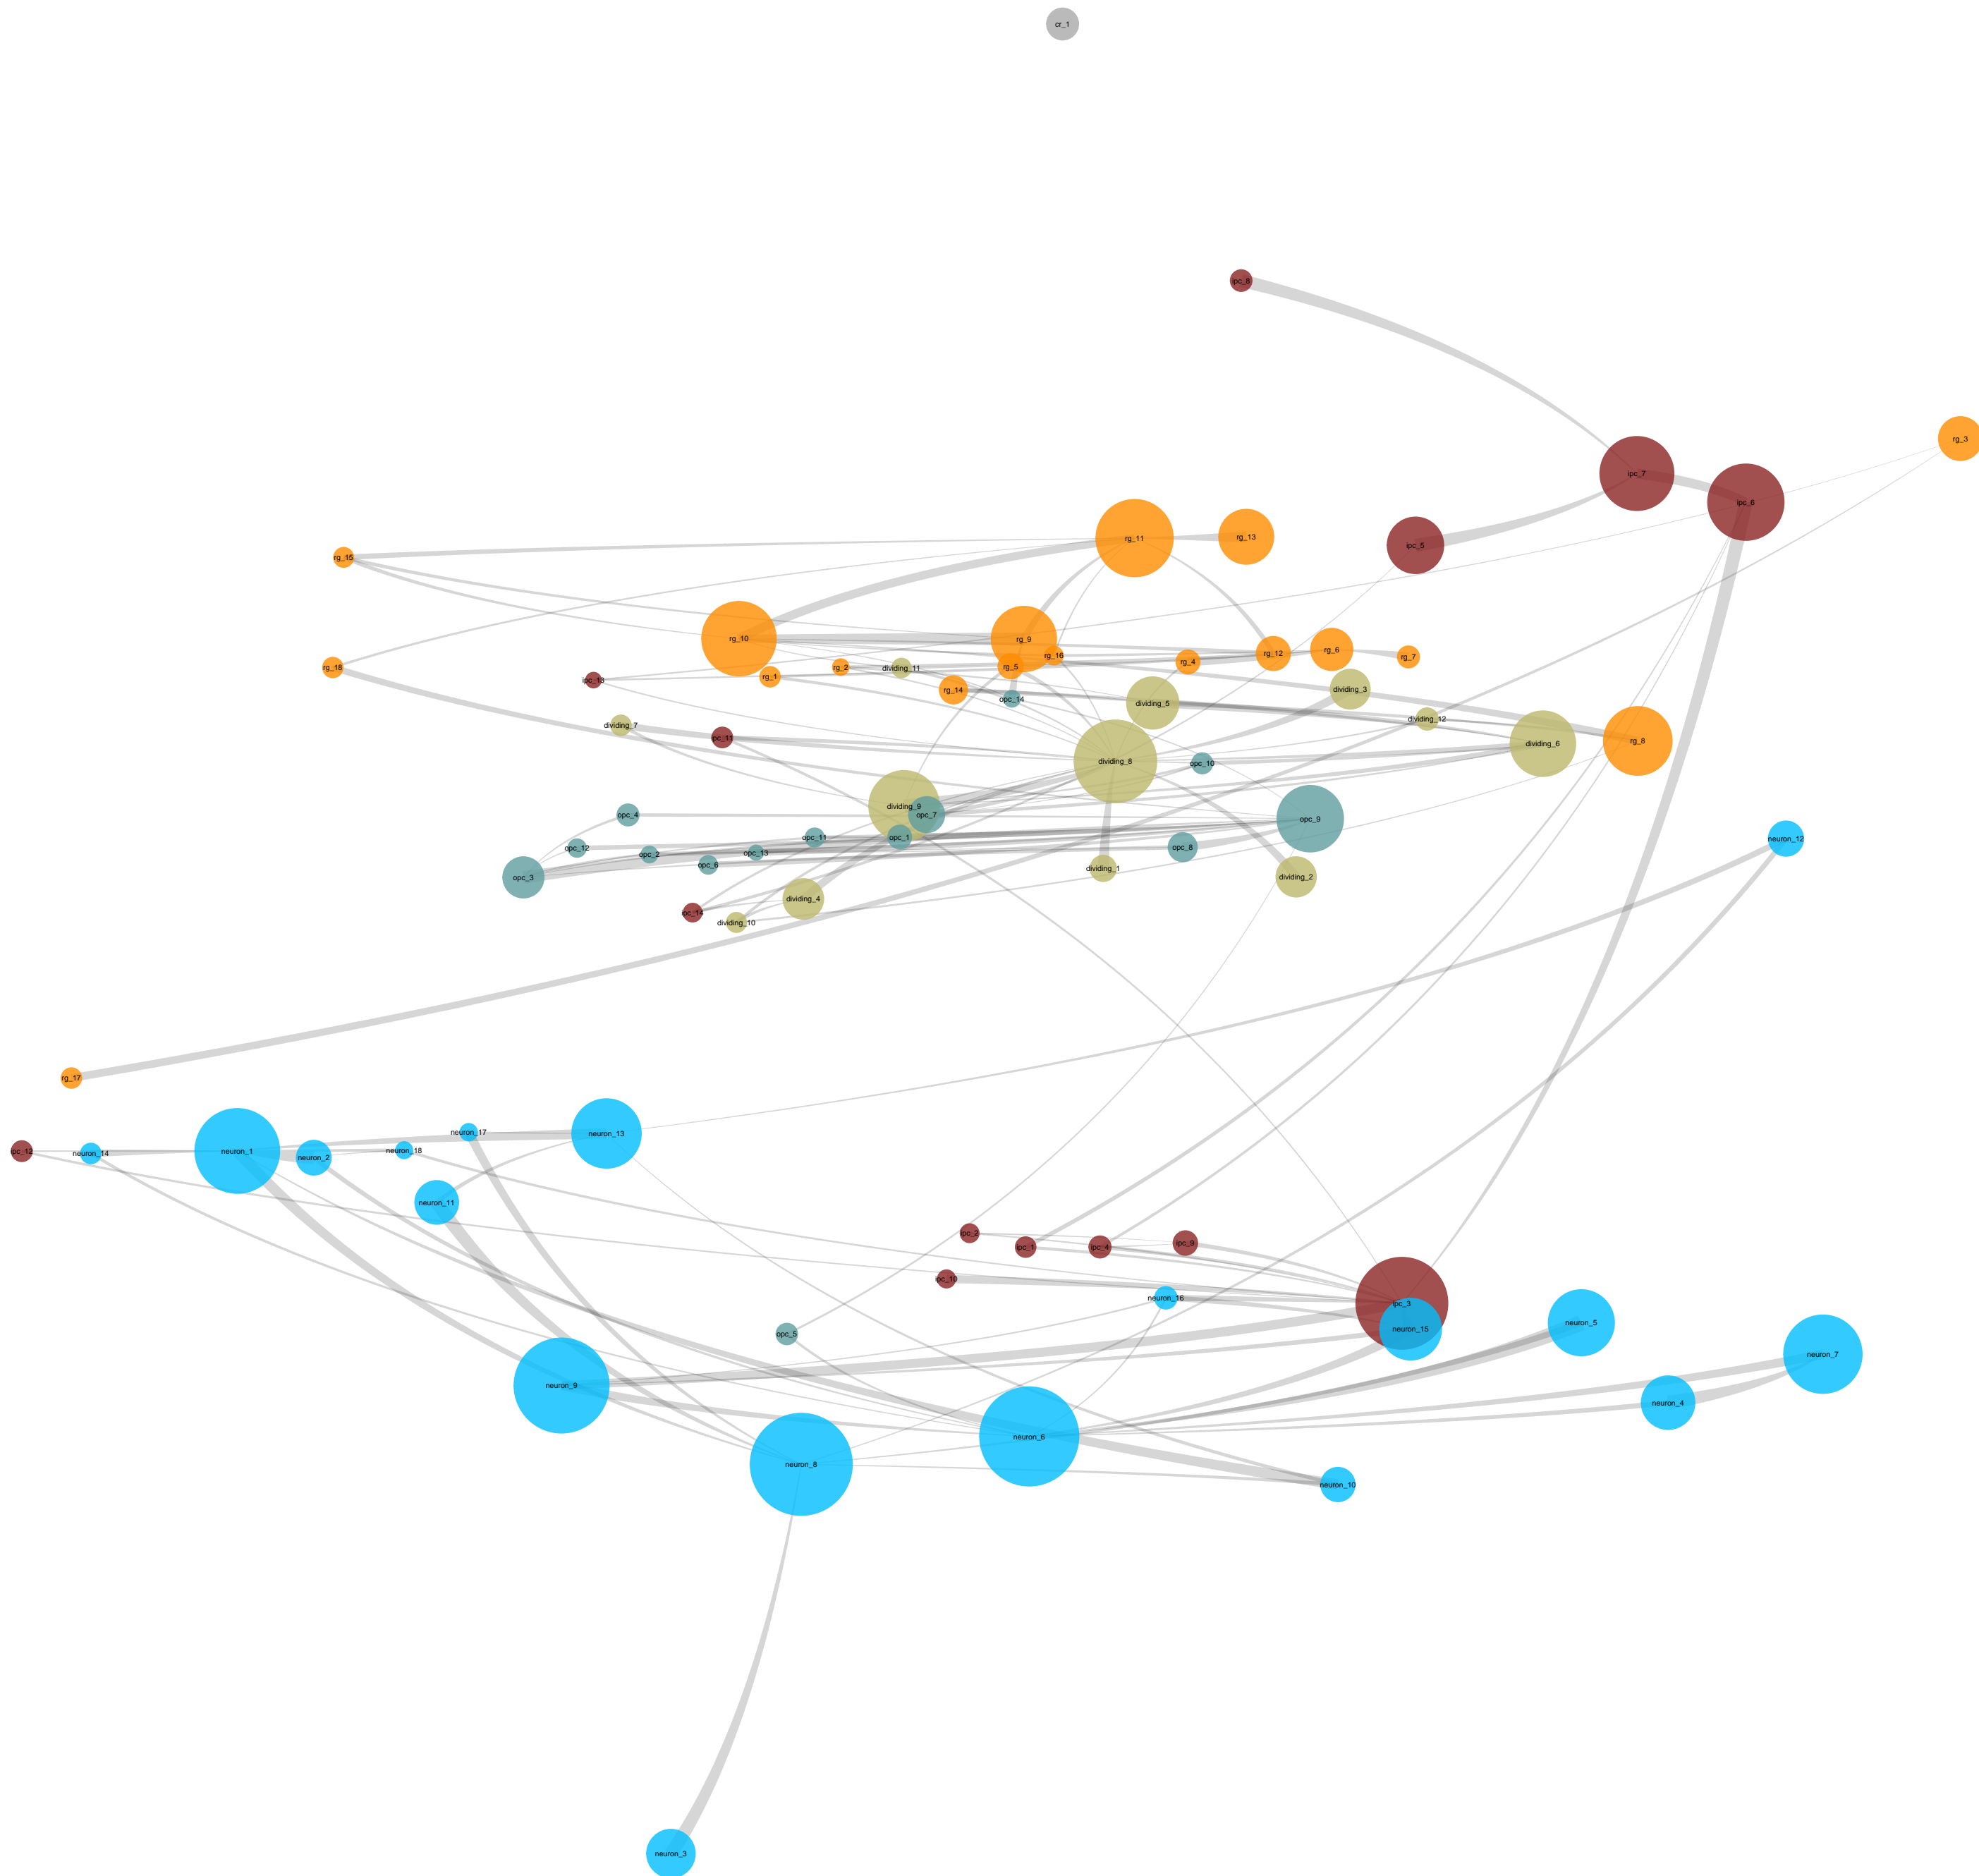 cr_1
ipc_8
rg_3
ipc_7
ipc_6
rg_11
rg_13
ipc_5
rg_15
rg_10
rg_9
rg_16
rg_12
rg_6
rg_7
rg_18
rg_2
dividing_11
rg_5
rg_4
ipc_13
rg_1
rg_14
opc_14
dividing_5
dividing_3
dividing_7
dividing_12
ipc_11
dividing_8
opc_10
dividing_6
rg_8
dividing_9
opc_4
opc_7
opc_9
opc_11
opc_1
neuron_12
opc_12
opc_2
opc_13
opc_8
opc_6
opc_3
dividing_1
dividing_2
dividing_4
ipc_14
dividing_10
rg_17
neuron_17
neuron_13
ipc_12
neuron_14
neuron_1
neuron_18
neuron_2
neuron_11
ipc_2
ipc_1
ipc_4
ipc_9
ipc_10
neuron_16
ipc_3
neuron_15
neuron_5
opc_5
neuron_7
neuron_9
neuron_4
neuron_6
neuron_8
neuron_10
neuron_3